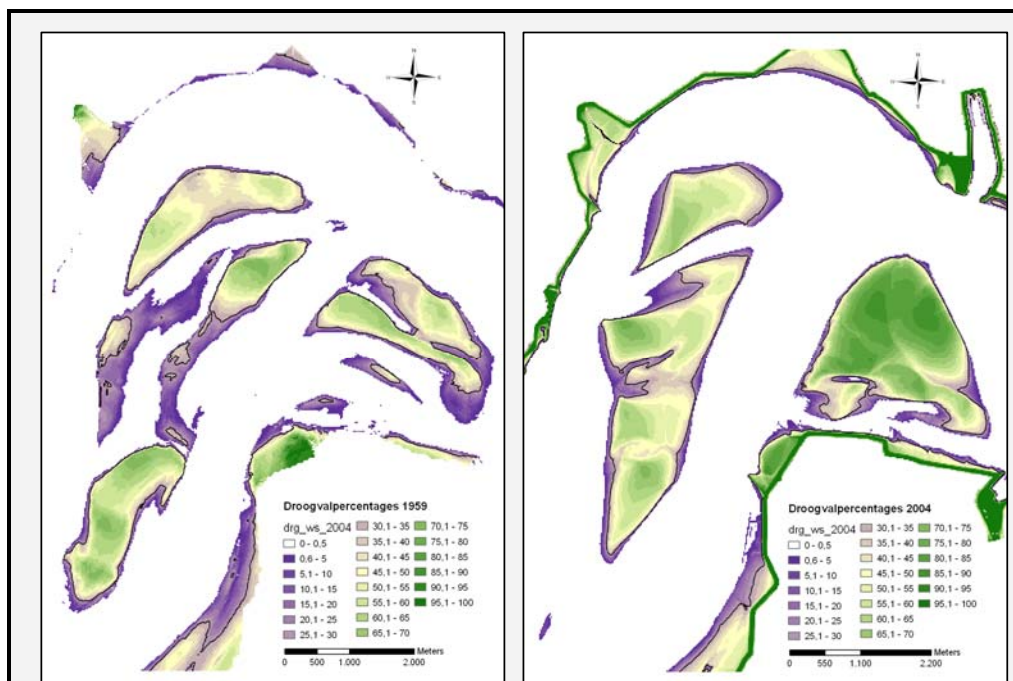 N
W E
S
Droogvalpercentages 1959
drg_ws_2004
0 - 0,5
0,6 - 5
5,1 - 10
10,1 - 15
15,1 - 20
20,1 - 25
25,1 - 30
30,1 - 35
35,1 - 40
40,1 - 45
45,1 - 50
50,1 - 55
55,1 - 60
60,1 - 65
65,1 - 70
70,1 - 75
75,1 - 80
80,1 - 85
85,1 - 90
90,1 - 95
95,1 - 100
Meters
0 500 1.000 2.000
N
W E
S
Droogvalpercentages 2004
drg_ws_2004
0 - 0,5
0,6 - 5
5,1 - 10
10,1 - 15
15,1 - 20
20,1 - 25
25,1 - 30
30,1 - 35
35,1 - 40
40,1 - 45
45,1 - 50
50,1 - 55
55,1 - 60
60,1 - 65
65,1 - 70
70,1 - 75
75,1 - 80
80,1 - 85
85,1 - 90
90,1 - 95
95,1 - 100
Meters
0 550 1.100 2.200